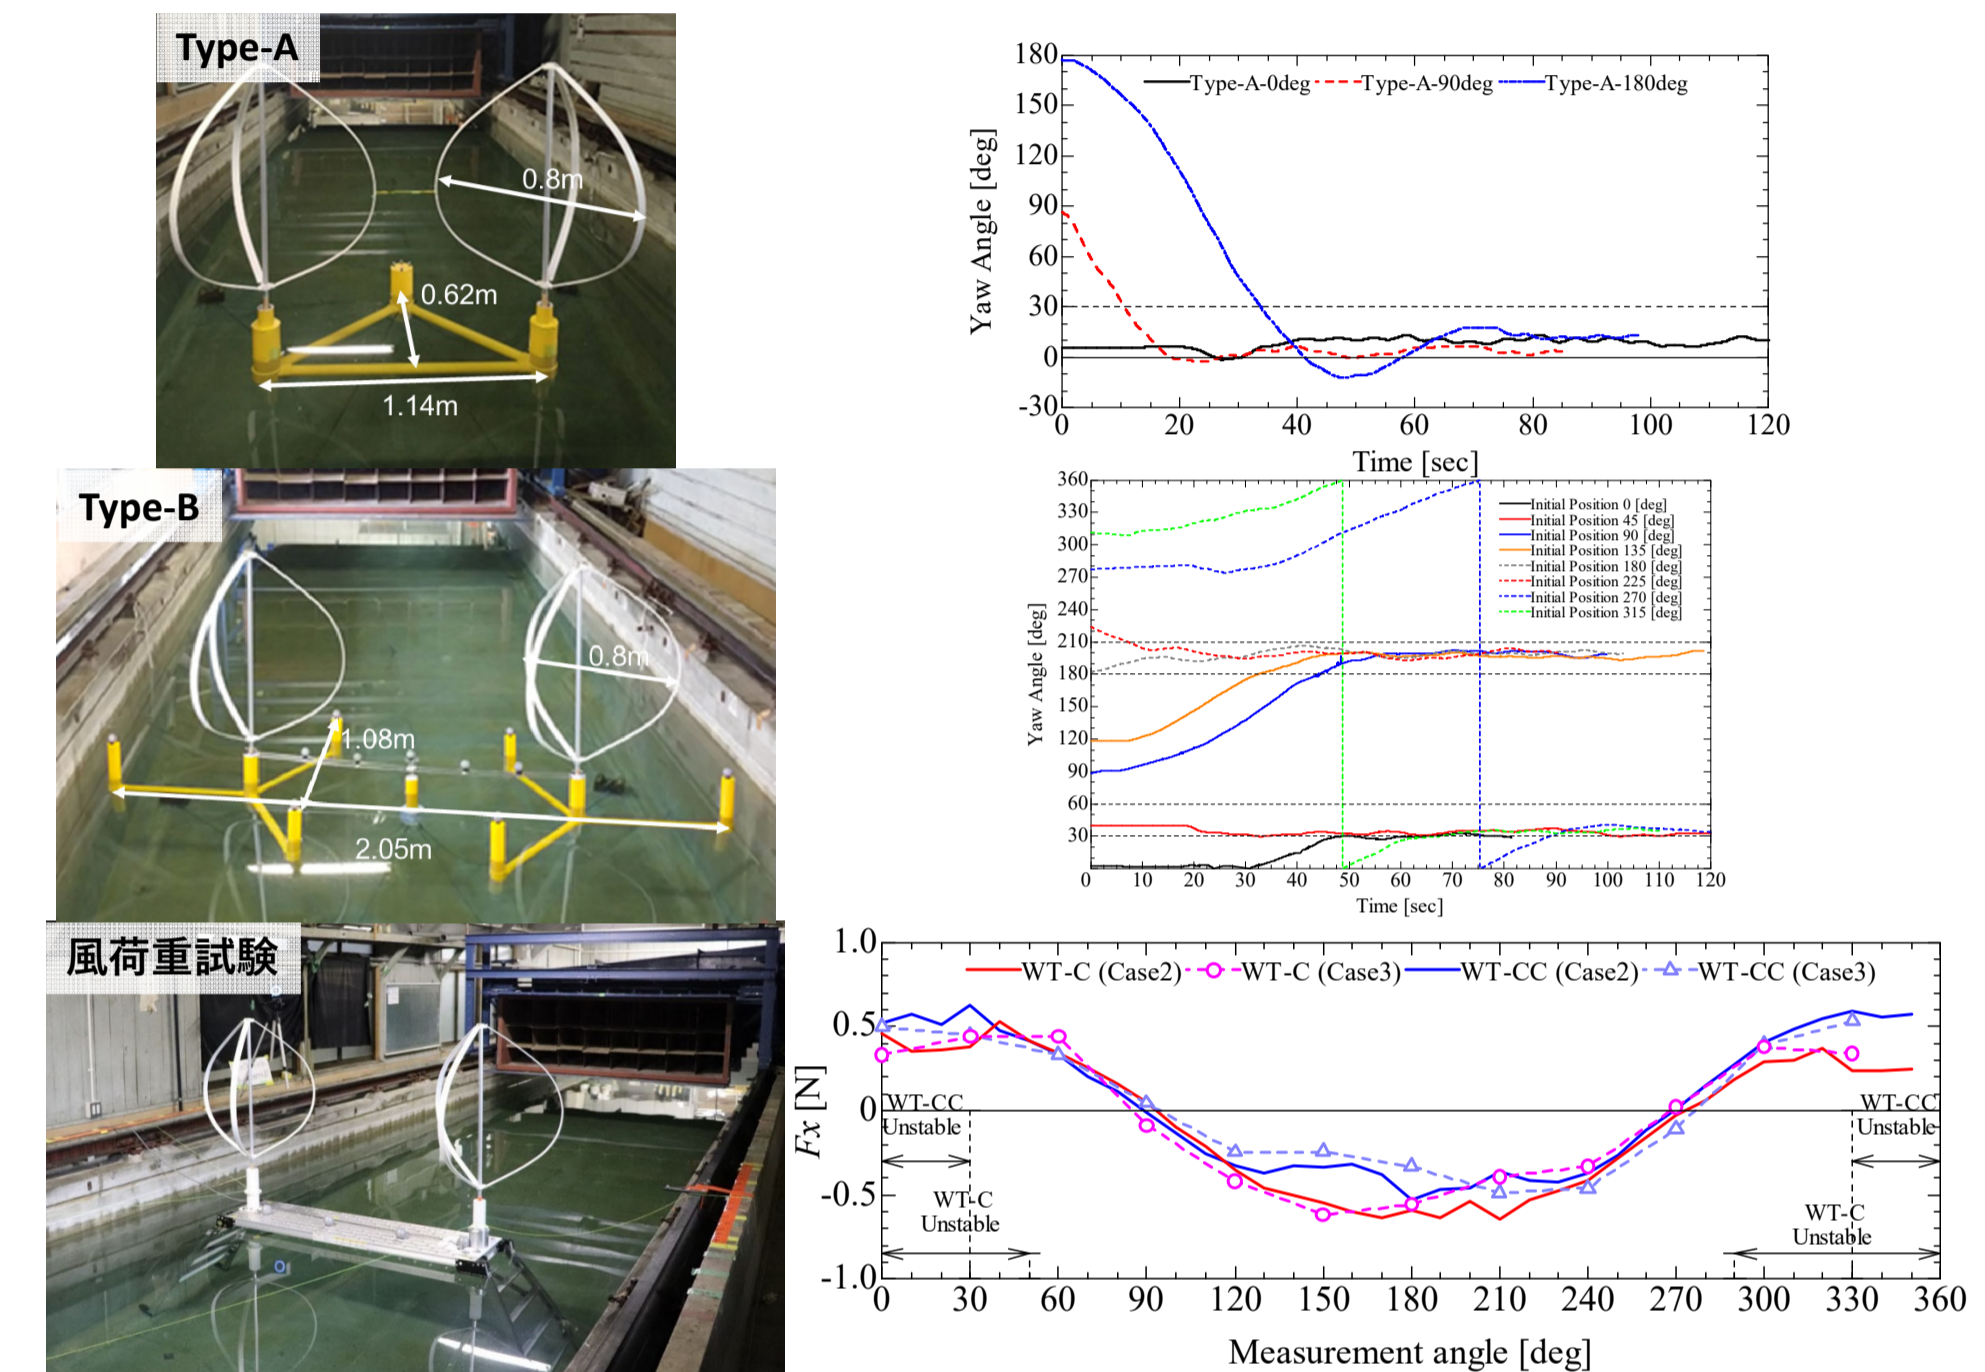 Type-A
0.8m
0.62m
1.14m
180
150
120
90
60
30
0
-30
Yaw Angle [deg]
Type-A-0deg Type-A-90deg Type-A-180deg
0 20 40 60 80 100 120
Time [sec]
Type-B
0.8m
1.08m
2.05m
360
330
300
270
240
210
180
150
120
90
60
30
Yaw Angle [deg]
Initial Position 0 [deg]
Initial Position 45 [deg]
Initial Position 90 [deg]
Initial Position 135 [deg]
Initial Position 180 [deg]
Initial Position 225 [deg]
Initial Position 270 [deg]
Initial Position 315 [deg]
0 10 20 30 40 50 60 70 80 90 100 110 120
Time [sec]
風荷重試験
1.0
0.5
0
-0.5
-1.0
Fx [N]
WT-C (Case2) WT-C (Case3) WT-CC (Case2) WT-CC (Case3)
WT-CC
Unstable
WT-C
Unstable
WT-CC
Unstable
WT-C
Unstable
0 30 60 90 120 150 180 210 240 270 300 330 360
Measurement angle [deg]